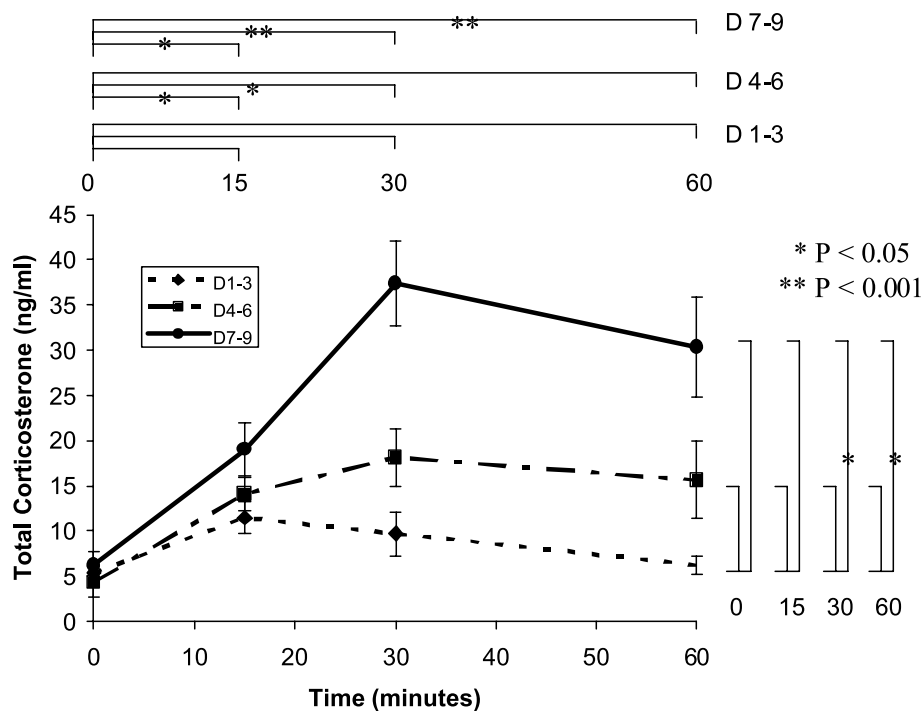 ** ** D 7-9
*
D 4-6
* *
D 1-3
0 15 30 60
45
40
35
30
25
20
15
10
5
0
Total Corticosterone (ng/ml)
D1-3
D4-6
D7-9
* P < 0.05
** P < 0.001
* *
0 15 30 60
0 10 20 30 40 50 60
Time (minutes)